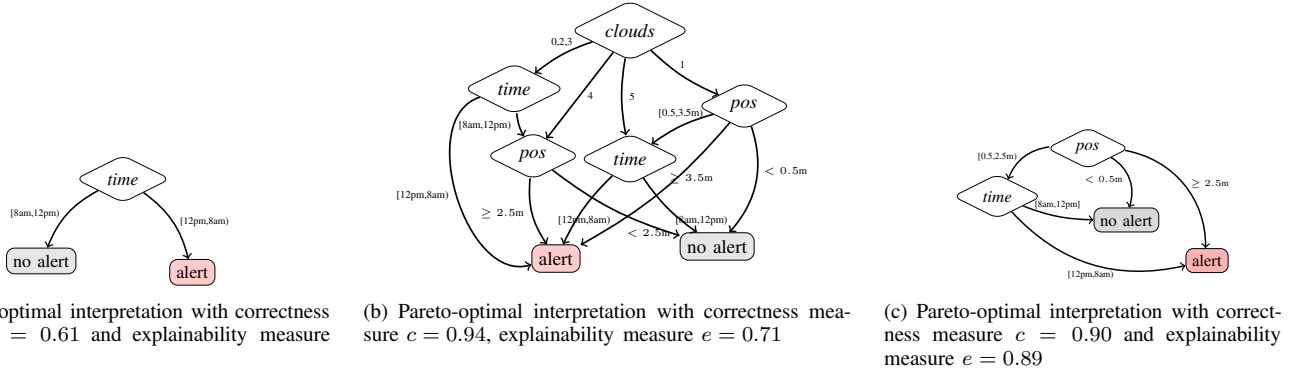 time
[8am,12pm)
[12pm,8am)
no alert
alert
optimal interpretation with correctness
= 0.61 and explainability measure
clouds
0,2,3
4
5
1
time
pos
[8am,12pm)
[0.5,3.5m)
pos
time
[12pm,8am)
≥ 2.5m
[12pm,8am)
< 2.5m
≥ 3.5m
[8am,12pm)
< 0.5m
alert
no alert
(b) Pareto-optimal interpretation with correctness mea-
sure c = 0.94, explainability measure e = 0.71
pos
[0.5,2.5m)
< 0.5m
≥ 2.5m
time
[8am,12pm]
no alert
[12pm,8am)
alert
(c) Pareto-optimal interpretation with correct-
ness measure c = 0.90 and explainability
measure e = 0.89